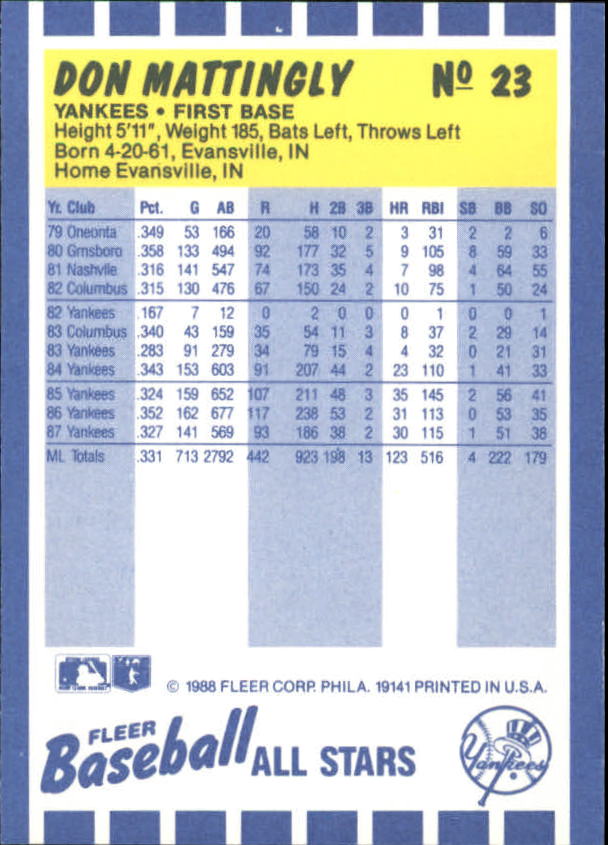 DON MATTINGLY Nº 23
YANKEES • FIRST BASE
Height 5'11", Weight 185, Bats Left, Throws Left
Born 4-20-61, Evansville, IN
Home Evansville, IN
Yr. Club Pct. G AB R H 2B 3B HR RBI SB BB SO
79 Oneonta .349 53 166 20 58 10 2 3 31 2 2 6
80 Grnsboro .358 133 494 92 177 32 5 9 105 8 59 33
81 Nashvlle .316 141 547 74 173 35 4 7 98 4 64 55
82 Columbus .315 130 476 67 150 24 2 10 75 1 50 24
82 Yankees .167 7 12 0 2 0 0 0 1 0 0 1
83 Columbus .340 43 159 35 54 11 3 8 37 2 29 14
83 Yankees .283 91 279 34 79 15 4 4 32 0 21 31
84 Yankees .343 153 603 91 207 44 2 23 110 1 41 33
85 Yankees .324 159 652 107 211 48 3 35 145 2 56 41
86 Yankees .352 162 677 117 238 53 2 31 113 0 53 35
87 Yankees .327 141 569 93 186 38 2 30 115 1 51 38
ML Totals .331 713 2792 442 923 198 13 123 516 4 222 179
© 1988 FLEER CORP. PHILA. 19141 PRINTED IN U.S.A.
FLEER
Baseball ALL STARS
Yankees